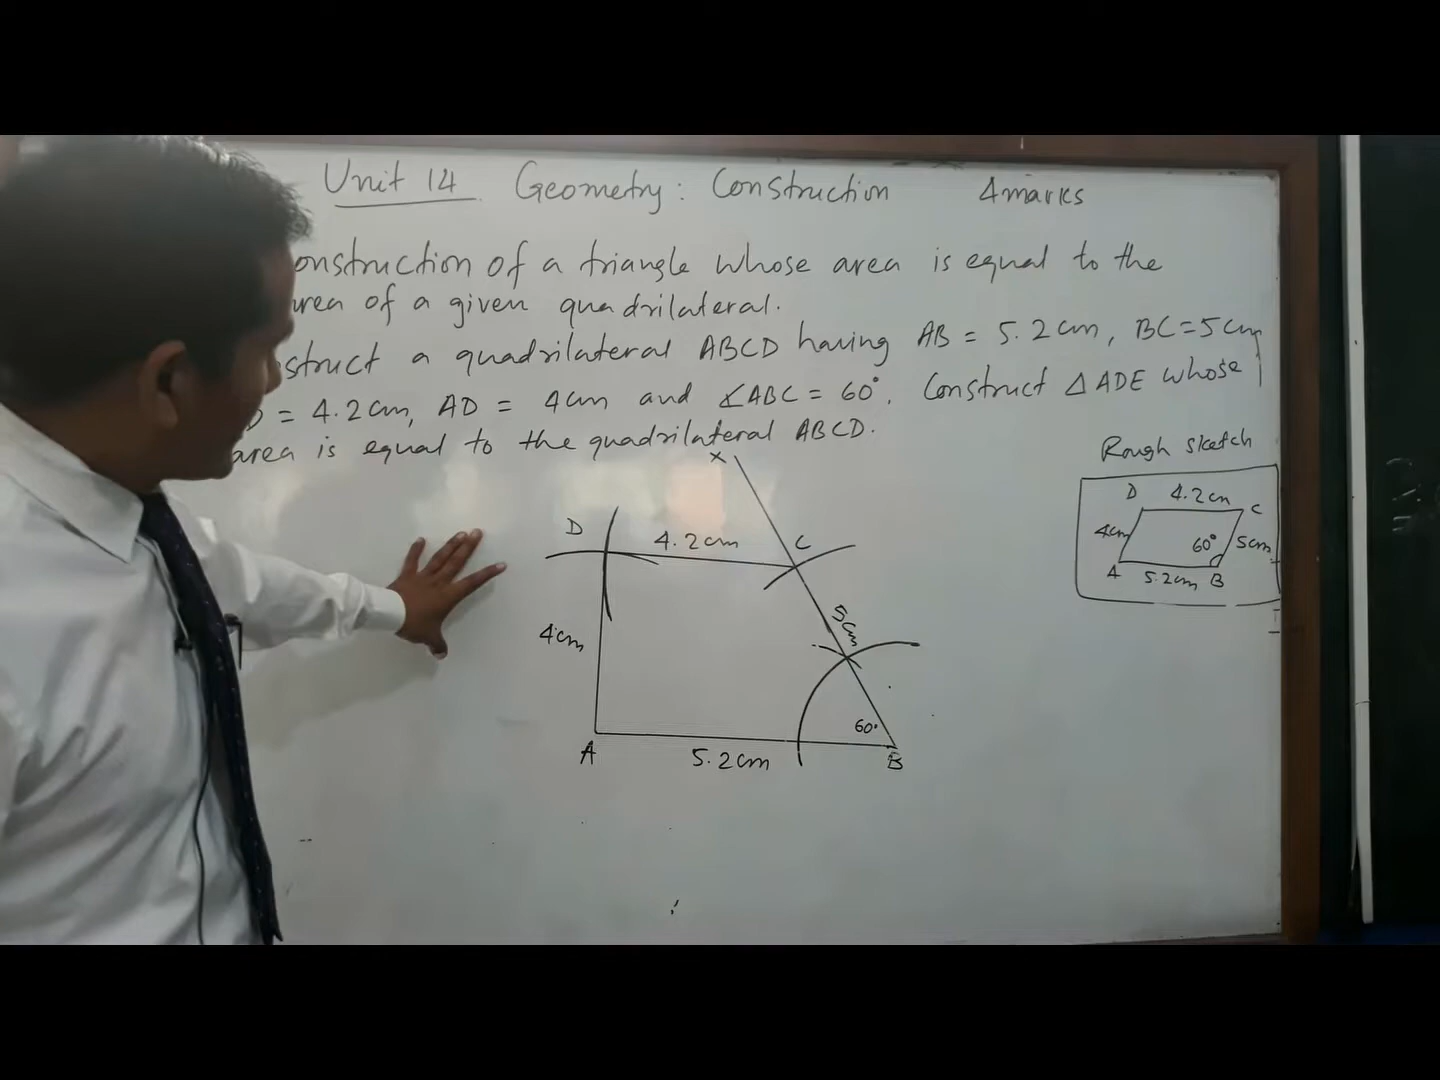 Unit 14 Geometry: Construction 4marks
onstruction of a triangle whose area is equal to the
area of a given quadrilateral.
struct a quadrilateral ABCD having AB = 5.2cm, BC=5cm
D = 4.2cm, AD = 4cm and ∡ABC = 60°. Construct △ADE whose
area is equal to the quadrilateral ABCD.
Rough sketch
D 4.2cm C
4cm 60° 5cm
A 5.2cm B
X
D 4.2cm C
5cm
4cm
60°
A 5.2cm B